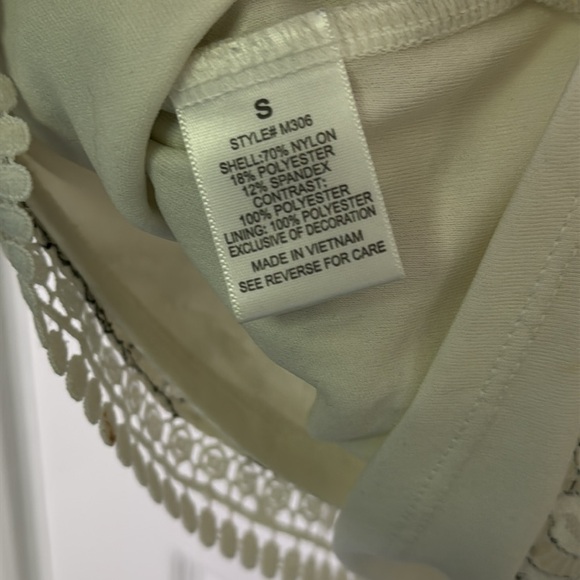 S
STYLE# M306
SHELL:70% NYLON
18% POLYESTER
12% SPANDEX
CONTRAST:
100% POLYESTER
LINING: 100% POLYESTER
EXCLUSIVE OF DECORATION
MADE IN VIETNAM
SEE REVERSE FOR CARE